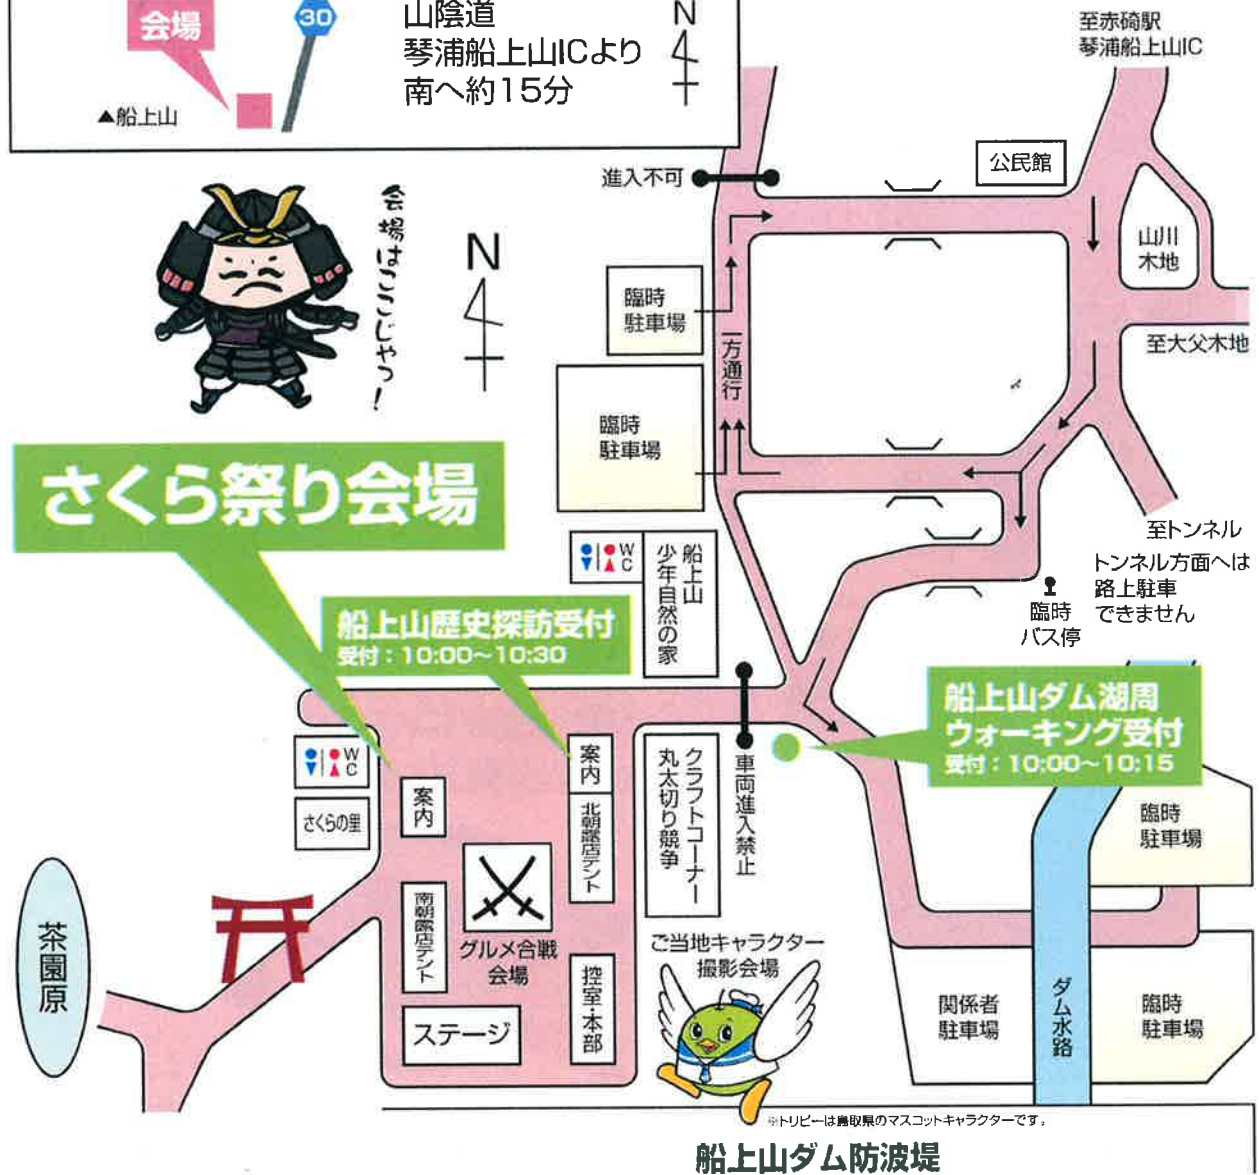 会場
30
山陰道
琴浦船上山ICより
南へ約15分
N
▲船上山
至赤碕駅
琴浦船上山IC
公民館
進入不可
山川
木地
会場はここじゃっ!
N
臨時
駐車場
一方通行
至大父木地
臨時
駐車場
さくら祭り会場
至トンネル
トンネル方面へは
路上駐車
できません
臨時
バス停
WC
船上山
少年自然の家
船上山歴史探訪受付
受付:10:00〜10:30
船上山ダム湖周
ウォーキング受付
受付:10:00〜10:15
WC
さくらの里
案内
案内
北朝露店テント
クラフトコーナー
丸太切り競争
車両進入禁止
臨時
駐車場
茶園原
南朝露店テント
グルメ合戦
会場
控室・本部
ステージ
ご当地キャラクター
撮影会場
関係者
駐車場
ダム水路
臨時
駐車場
※トリピーは鳥取県のマスコットキャラクターです。
船上山ダム防波堤